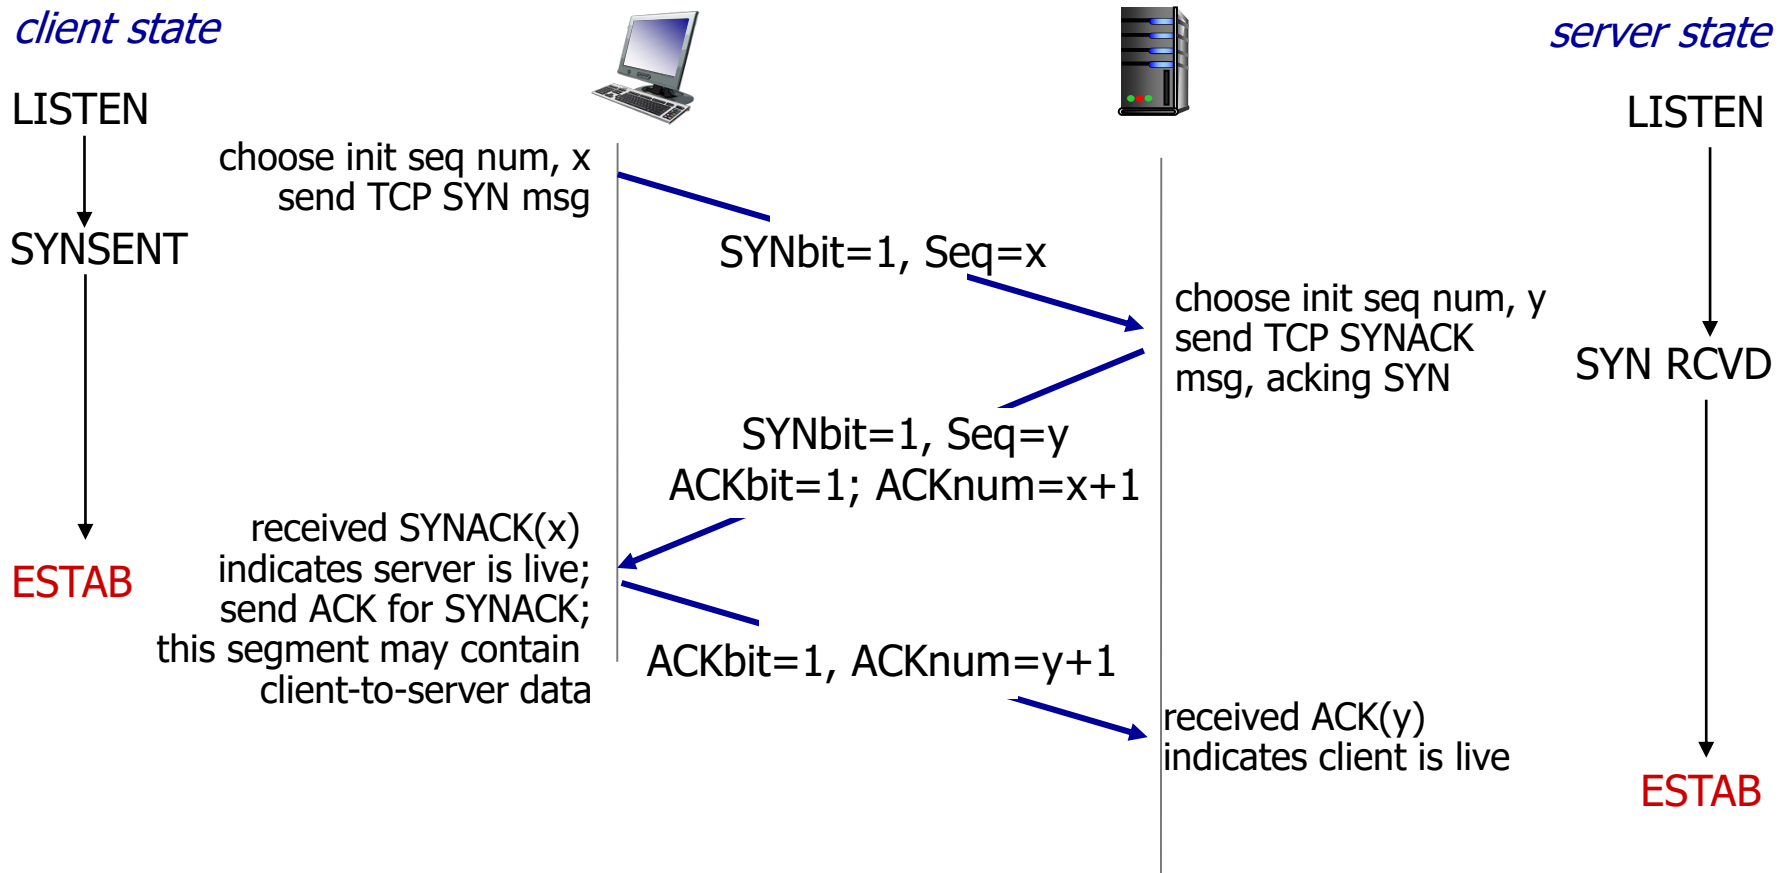 client state
server state
LISTEN
LISTEN
choose init seq num, x
send TCP SYN msg
SYNSENT
SYNbit=1, Seq=x
choose init seq num, y
send TCP SYNACK
msg, acking SYN
SYN RCVD
SYNbit=1, Seq=y
ACKbit=1; ACKnum=x+1
received SYNACK(x)
indicates server is live;
send ACK for SYNACK;
this segment may contain
client-to-server data
ESTAB
ACKbit=1, ACKnum=y+1
received ACK(y)
indicates client is live
ESTAB